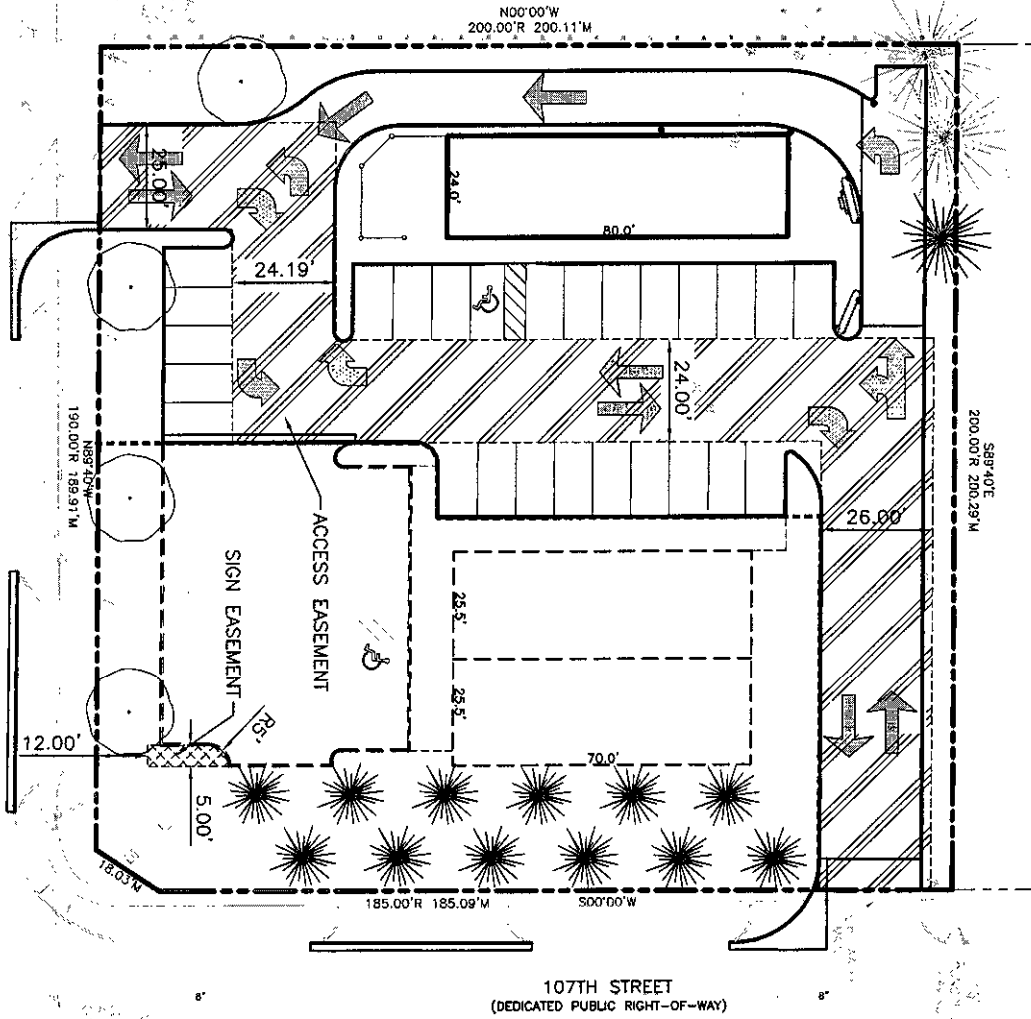 N00°00'W
200.00'R 200.11'M
25.00'
24.0'
80.0'
24.19'
24.00'
190.00'R 189.91'M
N89°40'W
S89°40'E
200.00'R 200.29'M
26.00'
ACCESS EASEMENT
SIGN EASEMENT
25.5'
25.5'
70.0'
12.00'
R5'
5.00'
18.03'M
185.00'R 185.09'M
S00°00'W
107TH STREET
(DEDICATED PUBLIC RIGHT-OF-WAY)
8"
8"